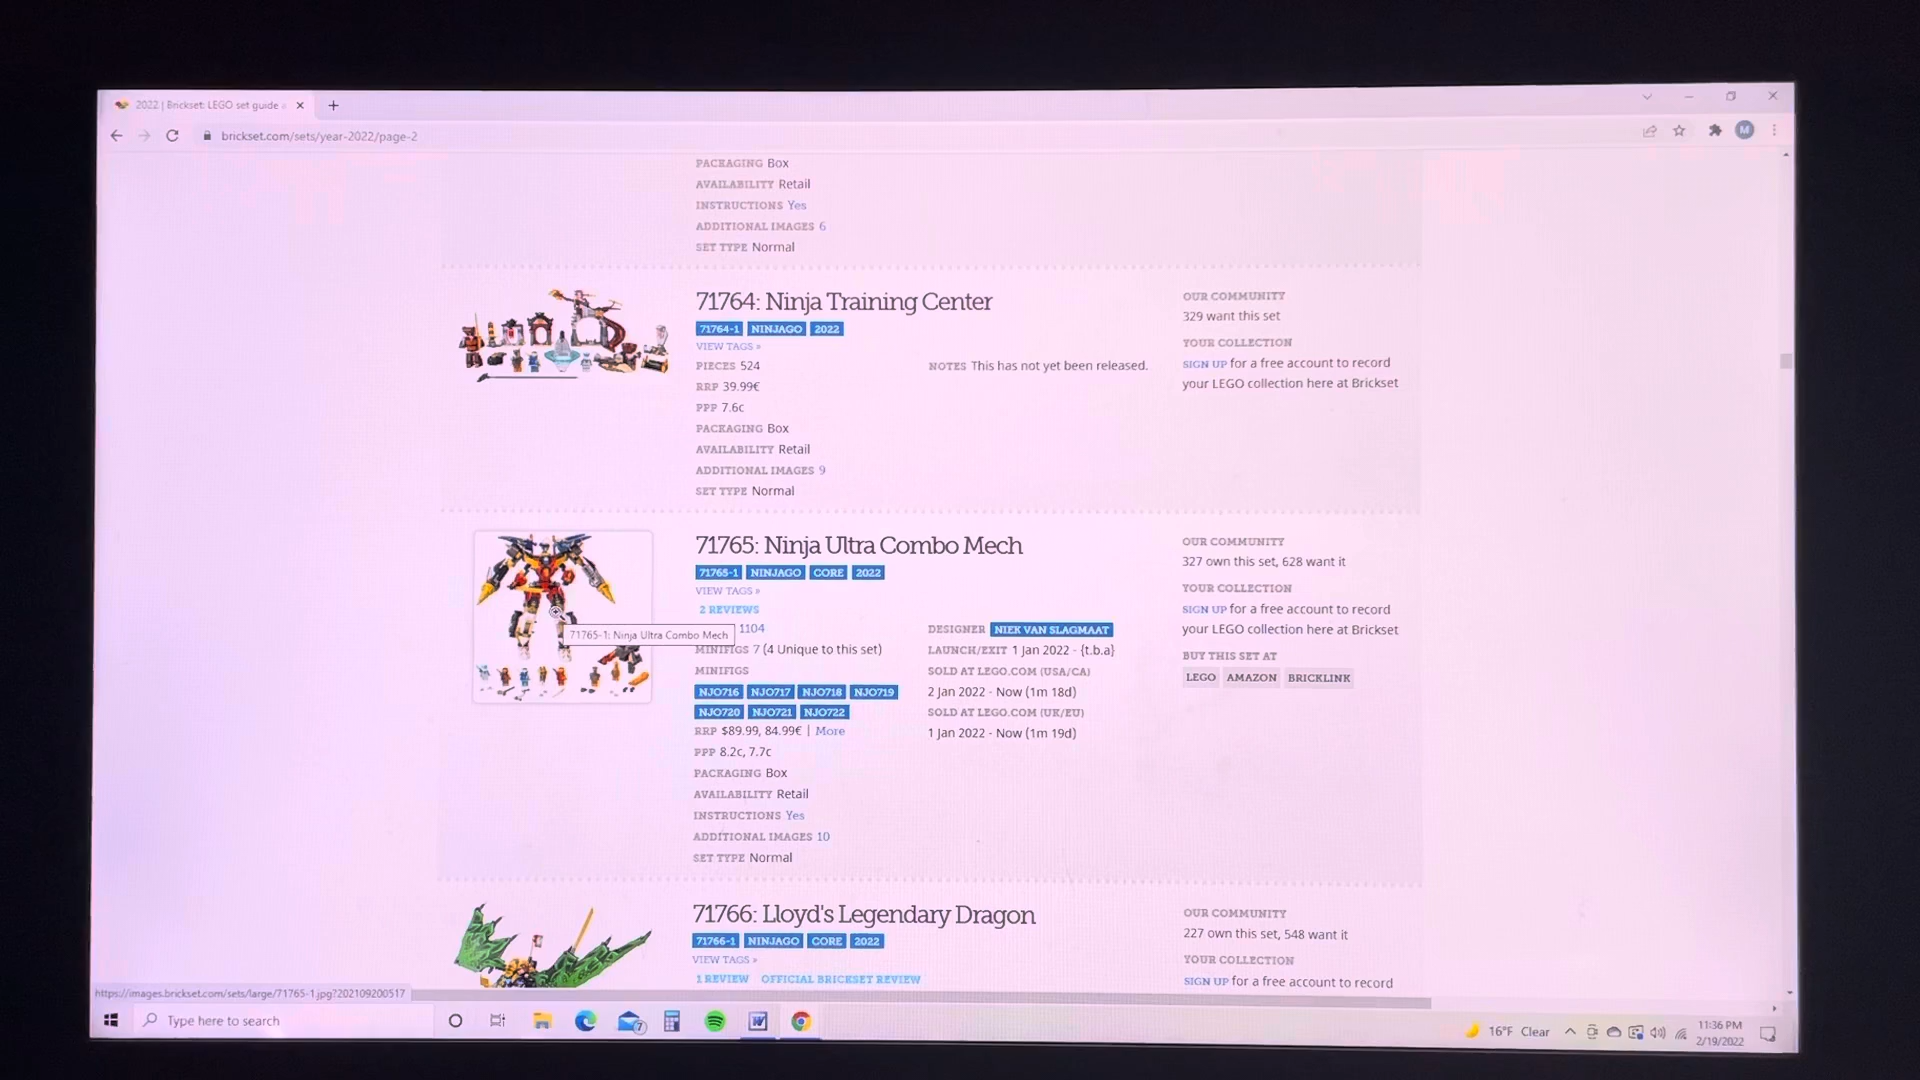 2022 | Brickset: LEGO set guide
brickset.com/sets/year-2022/page-2
M
PACKAGING Box
AVAILABILITY Retail
INSTRUCTIONS Yes
ADDITIONAL IMAGES 6
SET TYPE Normal
71764: Ninja Training Center
71764-1 NINJAGO 2022
VIEW TAGS »
PIECES 524
RRP 39.99€
PPP 7.6c
PACKAGING Box
AVAILABILITY Retail
ADDITIONAL IMAGES 9
SET TYPE Normal
NOTES This has not yet been released.
OUR COMMUNITY
329 want this set
YOUR COLLECTION
SIGN UP for a free account to record
your LEGO collection here at Brickset
71765: Ninja Ultra Combo Mech
71765-1 NINJAGO CORE 2022
VIEW TAGS »
2 REVIEWS
1104
71765-1: Ninja Ultra Combo Mech
MINIFIGS 7 (4 Unique to this set)
MINIFIGS
NJO716 NJO717 NJO718 NJO719
NJO720 NJO721 NJO722
RRP $89.99, 84.99€ | More
PPP 8.2c, 7.7c
PACKAGING Box
AVAILABILITY Retail
INSTRUCTIONS Yes
ADDITIONAL IMAGES 10
SET TYPE Normal
DESIGNER NIEK VAN SLAGMAAT
LAUNCH/EXIT 1 Jan 2022 - {t.b.a}
SOLD AT LEGO.COM (USA/CA)
2 Jan 2022 - Now (1m 18d)
SOLD AT LEGO.COM (UK/EU)
1 Jan 2022 - Now (1m 19d)
OUR COMMUNITY
327 own this set, 628 want it
YOUR COLLECTION
SIGN UP for a free account to record
your LEGO collection here at Brickset
BUY THIS SET AT
LEGO AMAZON BRICKLINK
71766: Lloyd's Legendary Dragon
71766-1 NINJAGO CORE 2022
VIEW TAGS »
1 REVIEW OFFICIAL BRICKSET REVIEW
OUR COMMUNITY
227 own this set, 548 want it
YOUR COLLECTION
SIGN UP for a free account to record
https://images.brickset.com/sets/large/71765-1.jpg?202109200517
Type here to search
7
16°F Clear
11:36 PM
2/19/2022